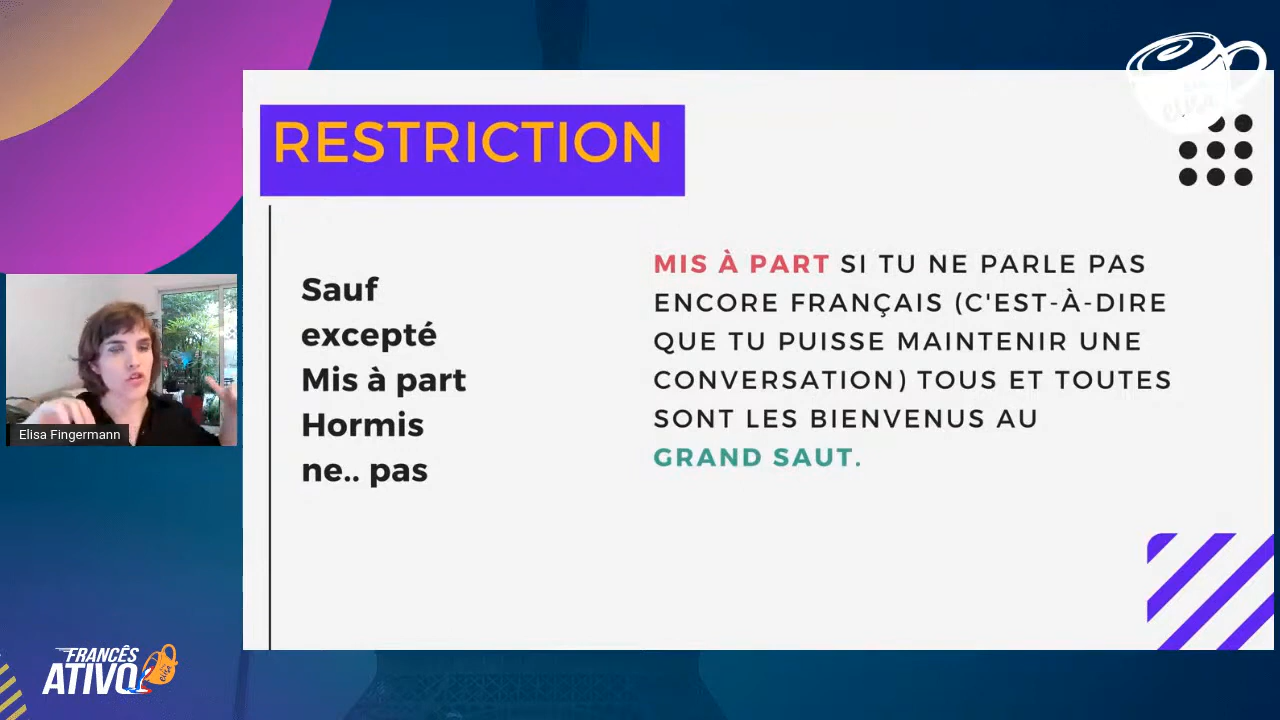 RESTRICTION
Sauf
excepté
Mis à part
Hormis
ne.. pas
MIS À PART SI TU NE PARLE PAS
ENCORE FRANÇAIS (C'EST-À-DIRE
QUE TU PUISSE MAINTENIR UNE
CONVERSATION) TOUS ET TOUTES
SONT LES BIENVENUS AU
GRAND SAUT.
Elisa Fingermann
FRANCÊS
ATIVO
elisa